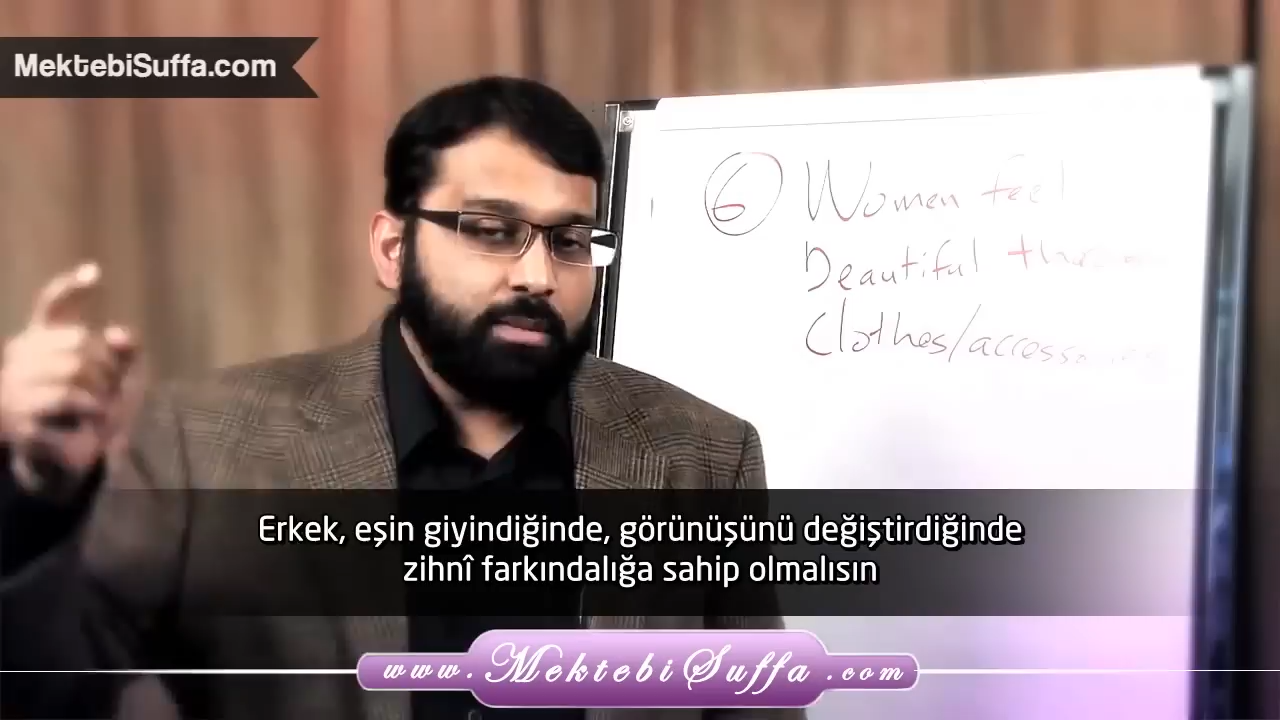 MektebiSuffa.com
6 Women feel
beautiful
Clothes/accessories
Erkek, eşin giyindiğinde, görünüşünü değiştirdiğinde
zihnî farkındalığa sahip olmalısın
www.MektebiSuffa.com